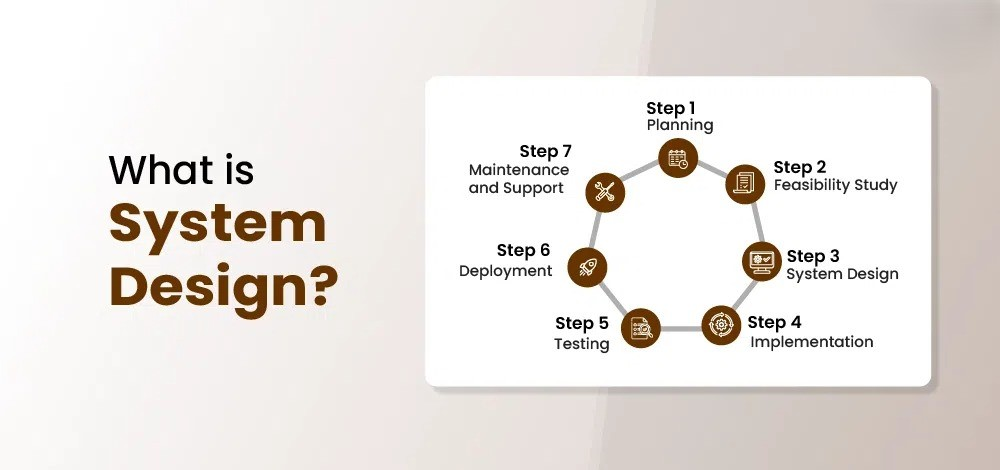 What is
System
Design?
Step 1
Planning
Step 2
Feasibility Study
Step 3
System Design
Step 4
Implementation
Step 5
Testing
Step 6
Deployment
Step 7
Maintenance
and Support